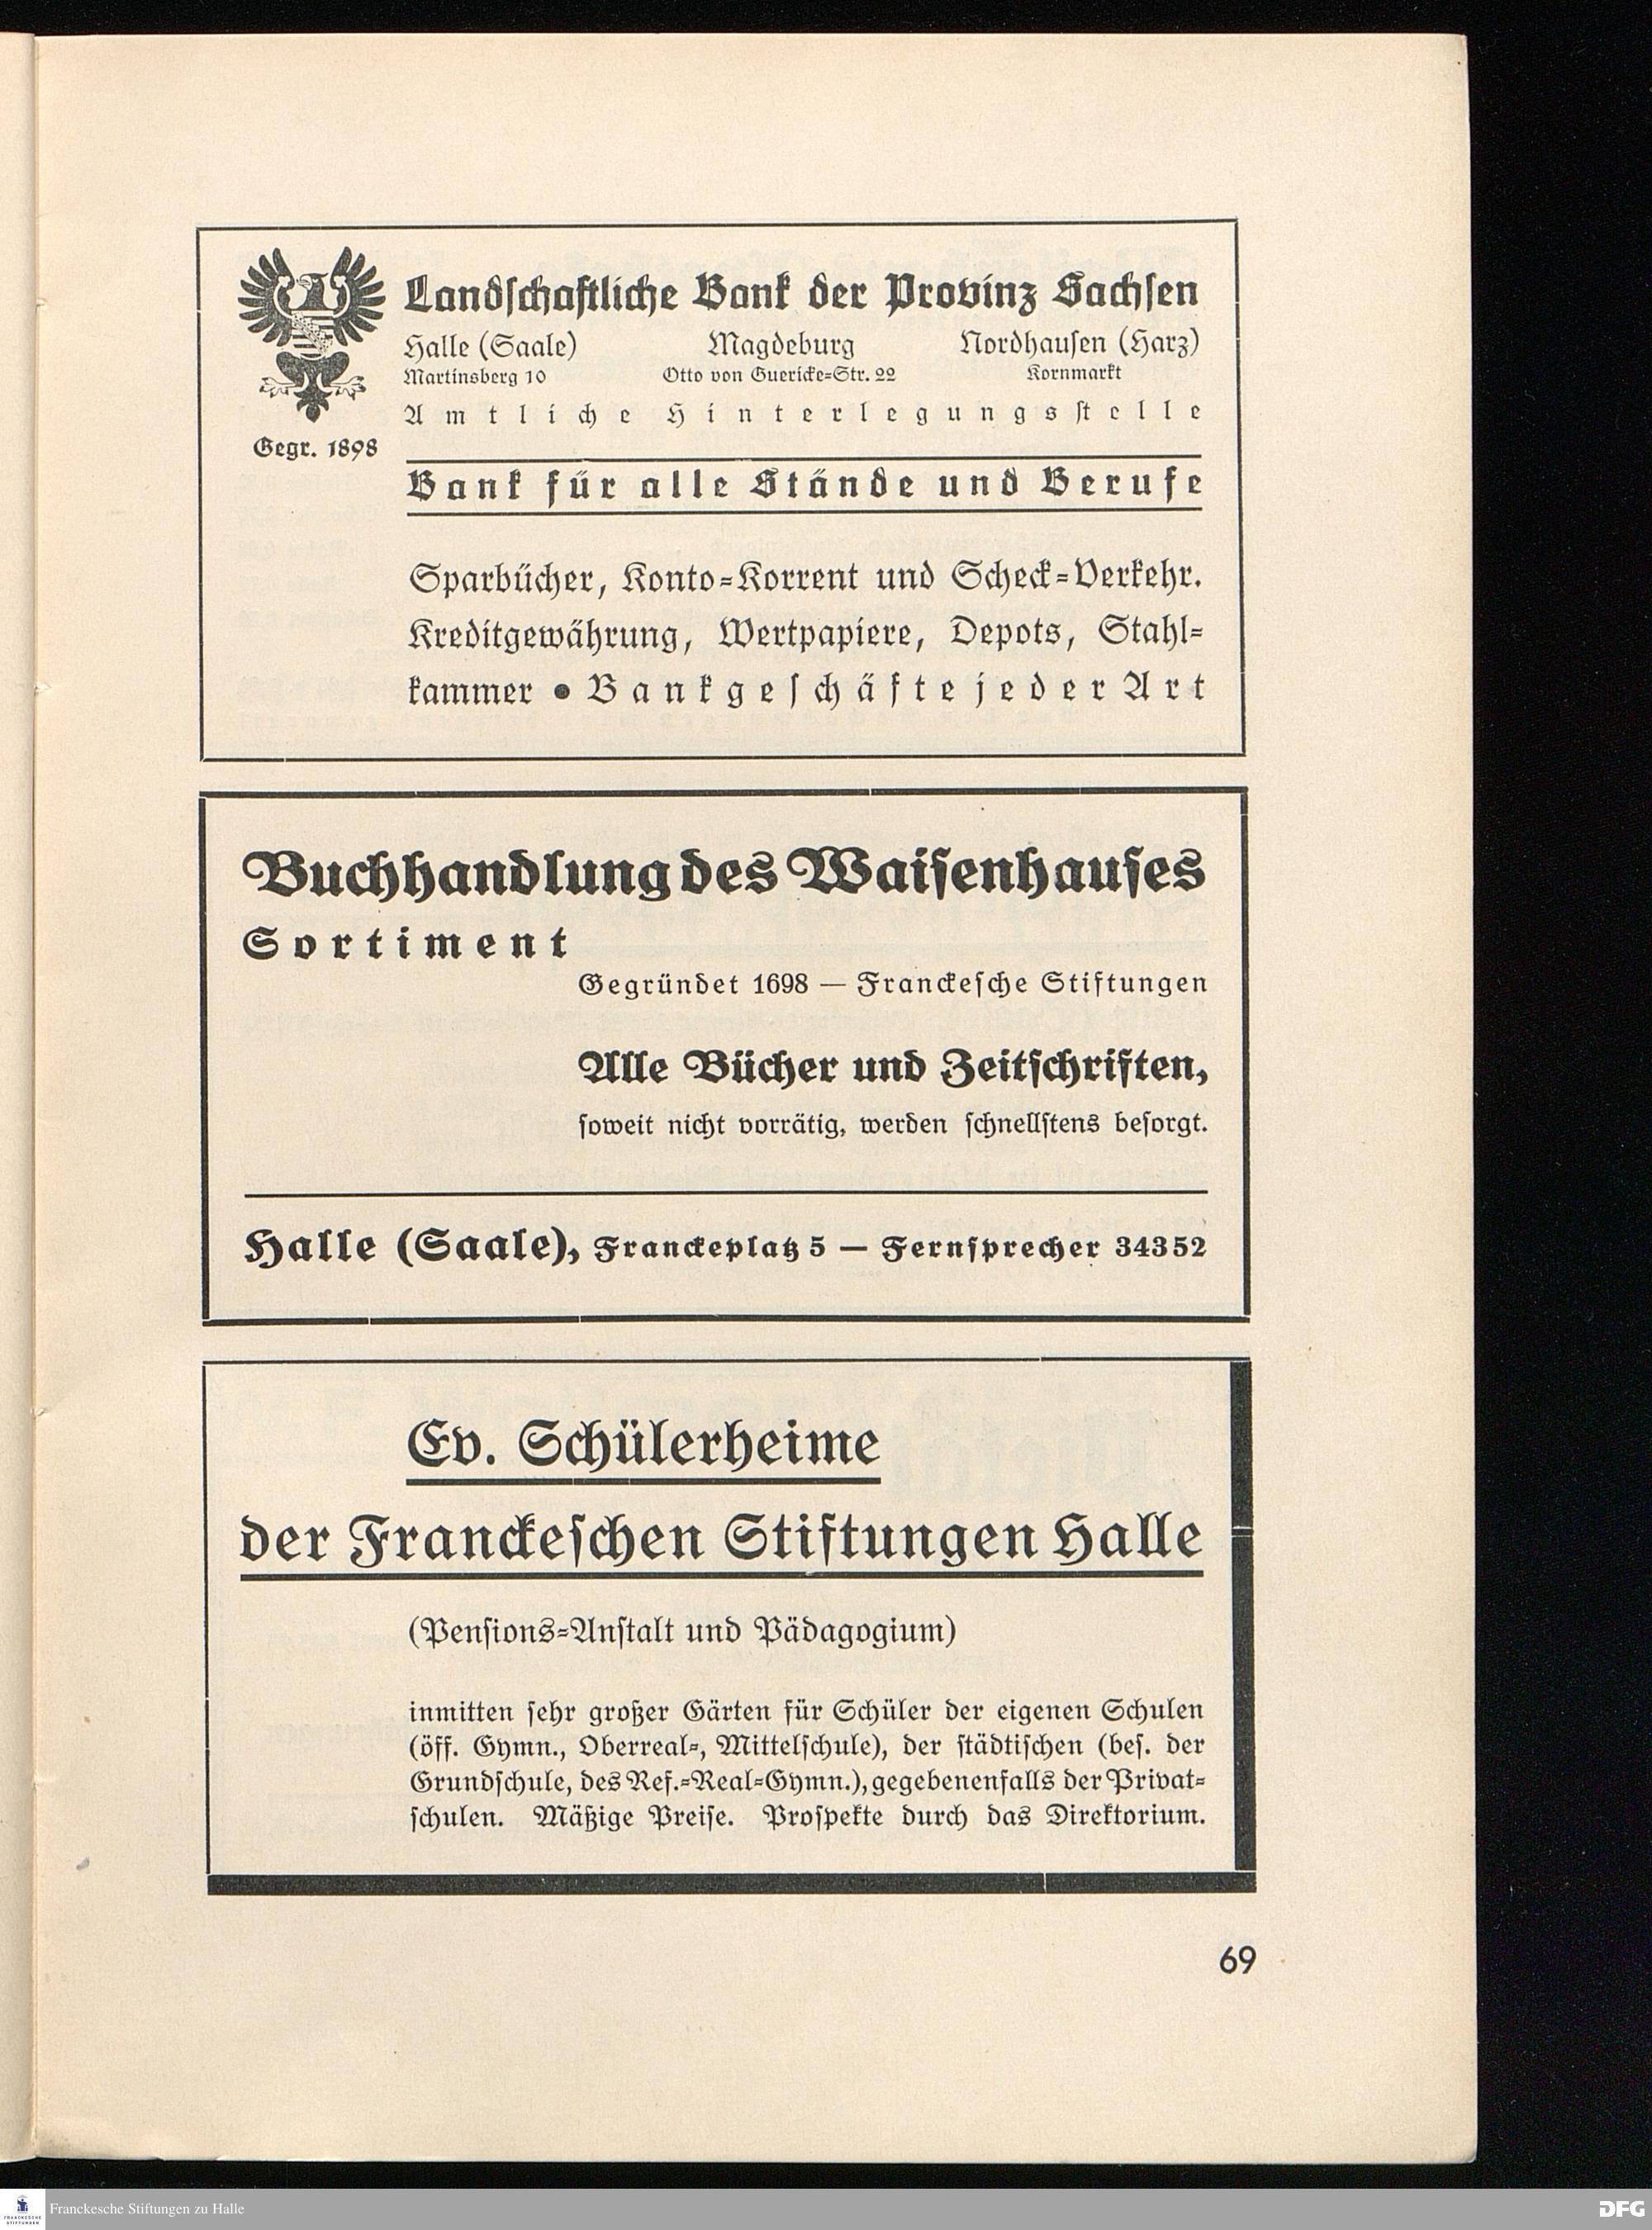 Landschaftliche Bank der Provinz Sachsen
Halle (Saale) Magdeburg Nordhausen (Harz)
Martinsberg 10 Otto von Guericke=Str. 22 Kornmarkt
Amtliche Hinterlegungsstelle
Gegr. 1898
Bank für alle Stände und Berufe
Sparbücher, Konto=Korrent und Scheck=Verkehr.
Kreditgewährung, Wertpapiere, Depots, Stahl=
kammer • Bankgeschäfte jeder Art
Buchhandlung des Waisenhauses
Sortiment
Gegründet 1698 — Franckesche Stiftungen
Alle Bücher und Zeitschriften,
soweit nicht vorrätig, werden schnellstens besorgt.
Halle (Saale), Franckeplatz 5 — Fernsprecher 34352
Ev. Schülerheime
der Franckeschen Stiftungen Halle
(Pensions=Anstalt und Pädagogium)
inmitten sehr großer Gärten für Schüler der eigenen Schulen
(öff. Gymn., Oberreal=, Mittelschule), der städtischen (bes. der
Grundschule, des Ref.=Real=Gymn.), gegebenenfalls der Privat=
schulen. Mäßige Preise. Prospekte durch das Direktorium.
69
Franckesche Stiftungen zu Halle
FRANCKESCHE
STIFTUNGEN
DFG